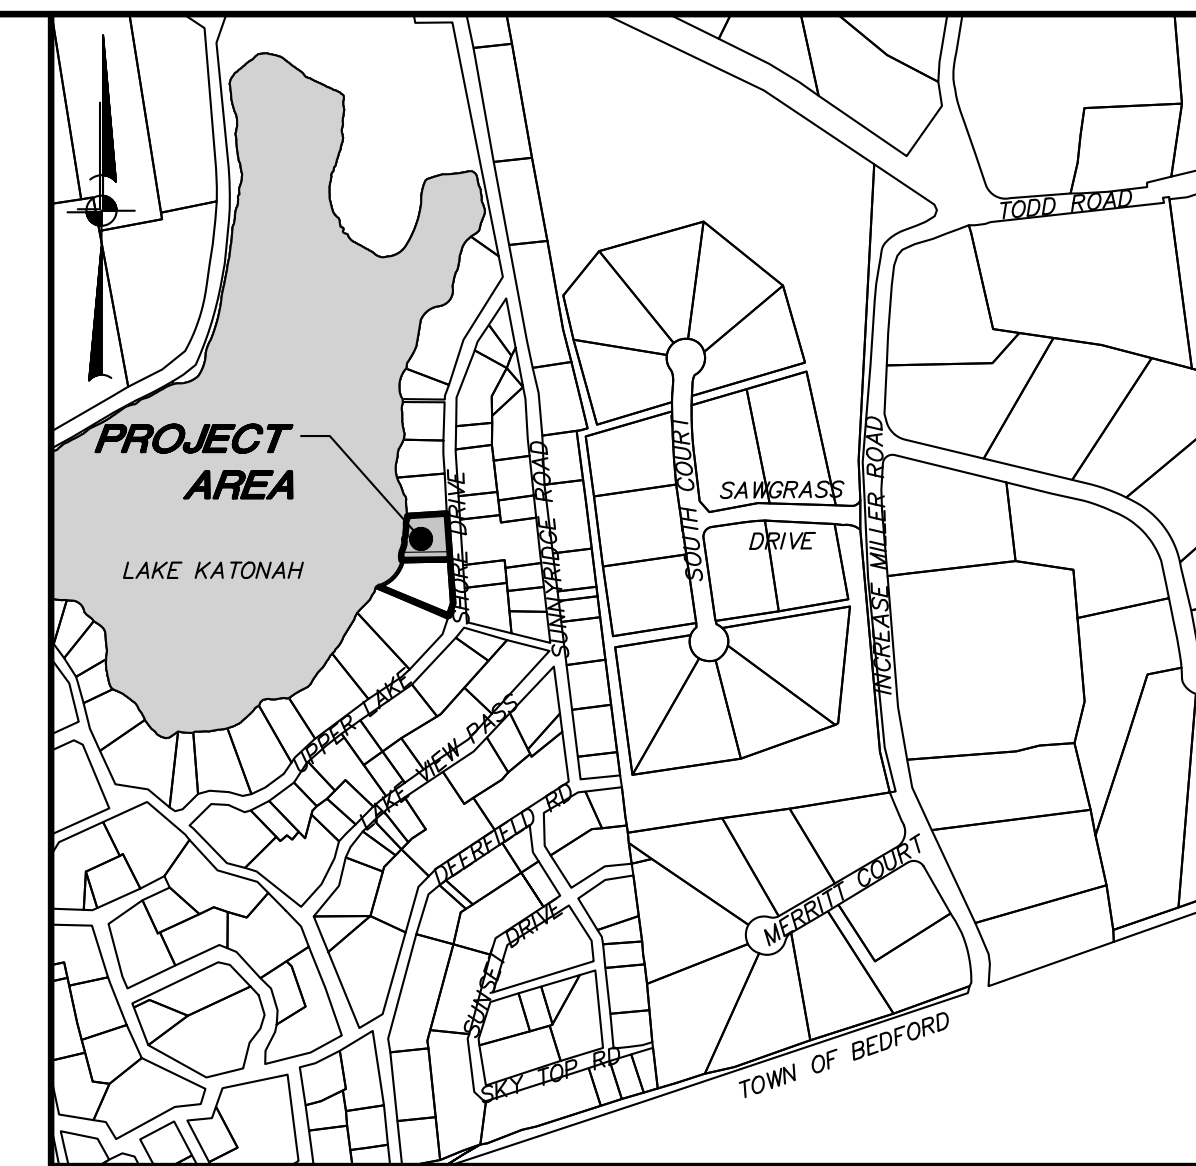 TODD ROAD
PROJECT
AREA
LAKE KATONAH
SHORE DRIVE
SUNNYRIDGE ROAD
SOUTH COURT
SAWGRASS
DRIVE
INCREASE MILLER ROAD
UPPER LAKE
LAKE VIEW PASS
DEERFIELD RD
SUNSET DRIVE
MERRITT COURT
SKY TOP RD
TOWN OF BEDFORD